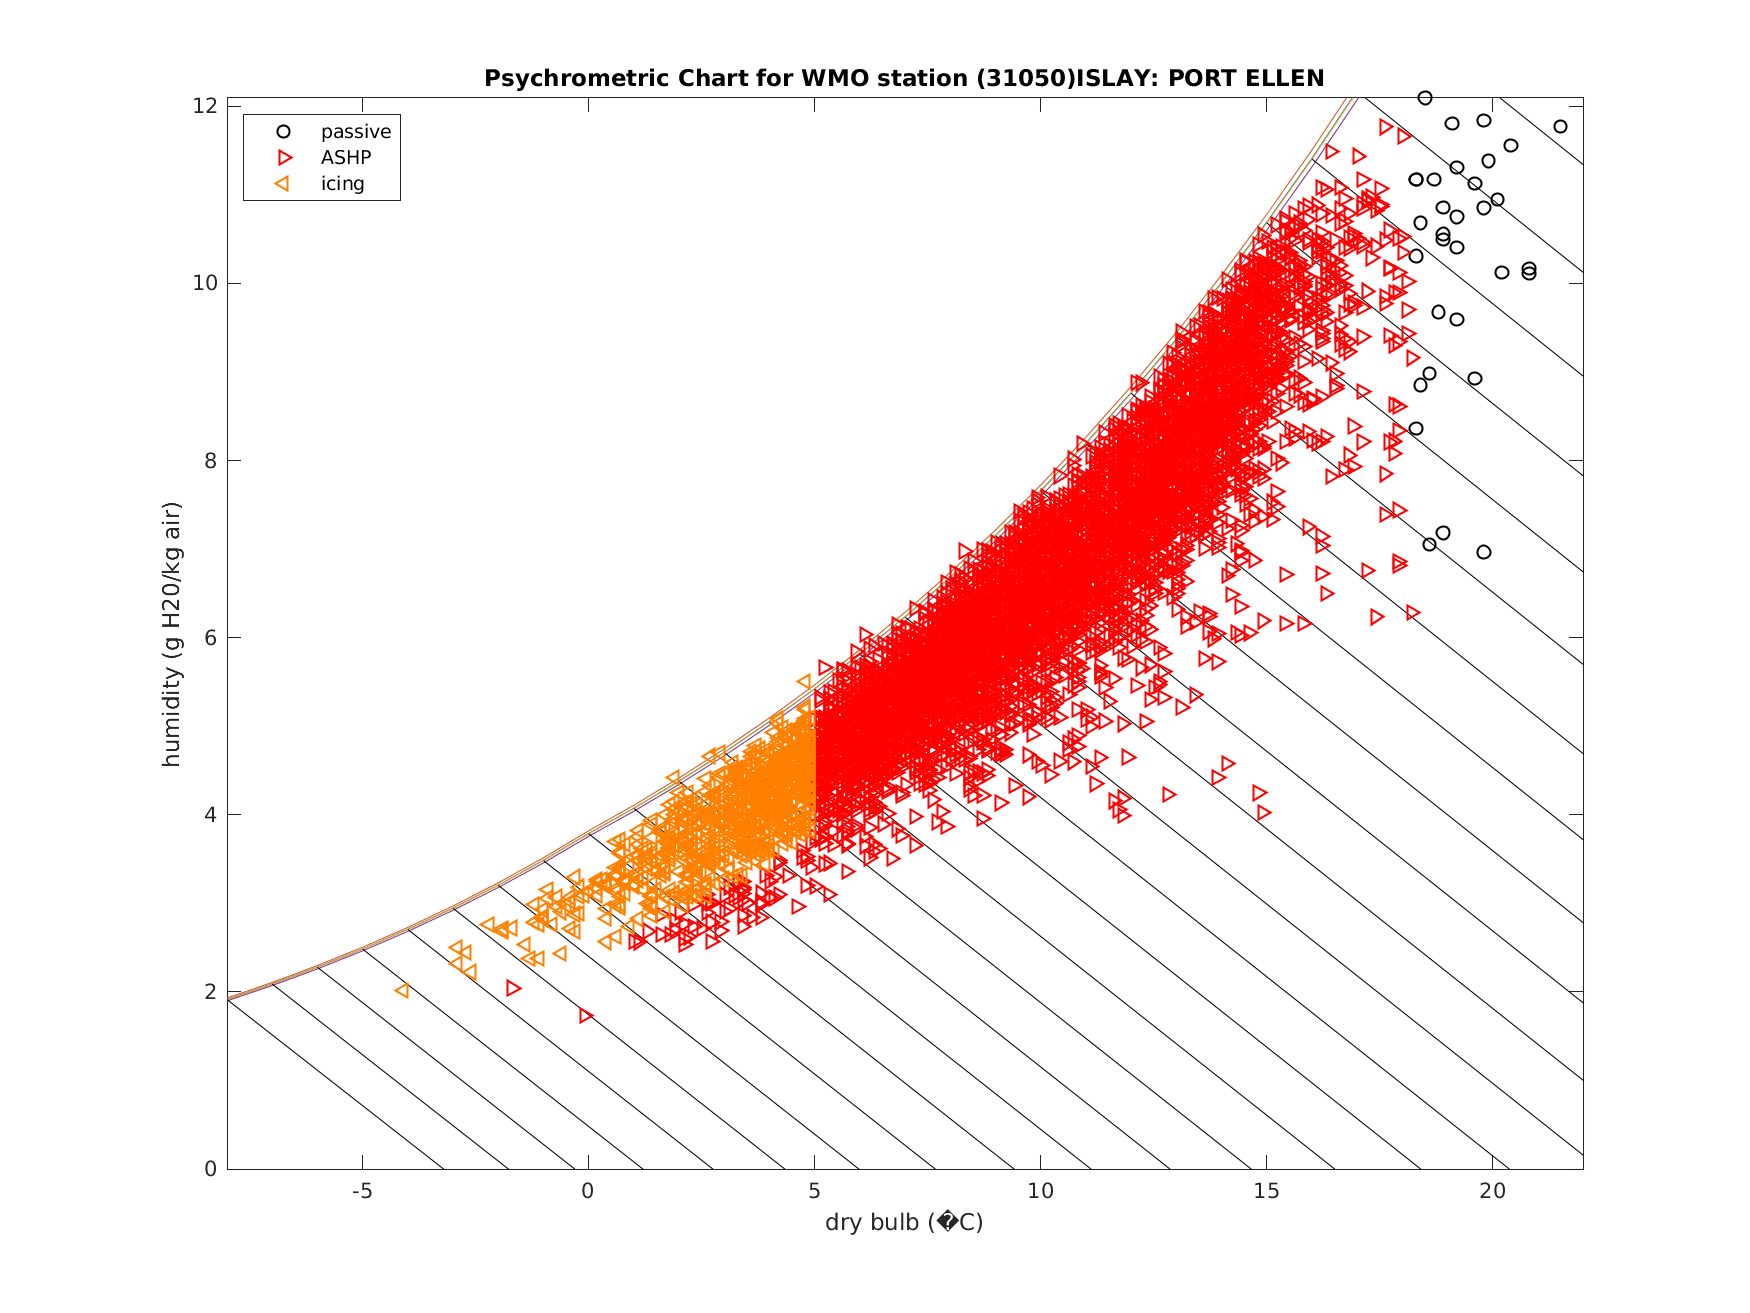 Psychrometric Chart for WMO station (31050)ISLAY: PORT ELLEN
passive
ASHP
icing
12
10
8
6
4
2
0
humidity (g H20/kg air)
-5 0 5 10 15 20
dry bulb (�C)